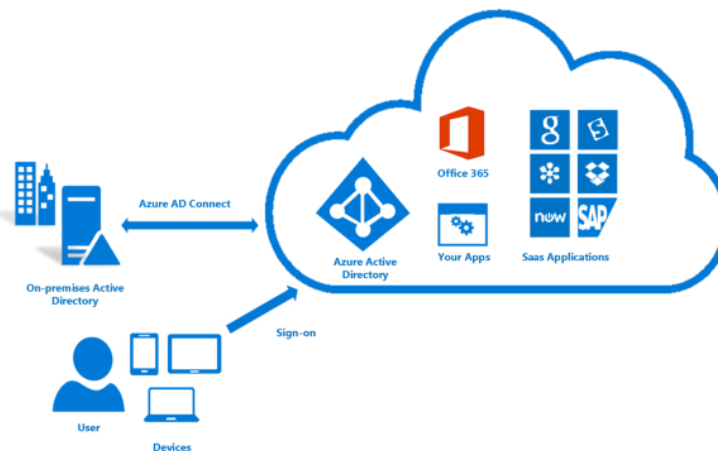 Office 365
Azure AD Connect
Azure Active
Directory
Your Apps
Saas Applications
g
now
SAP
On-premises Active
Directory
Sign-on
User
Devices